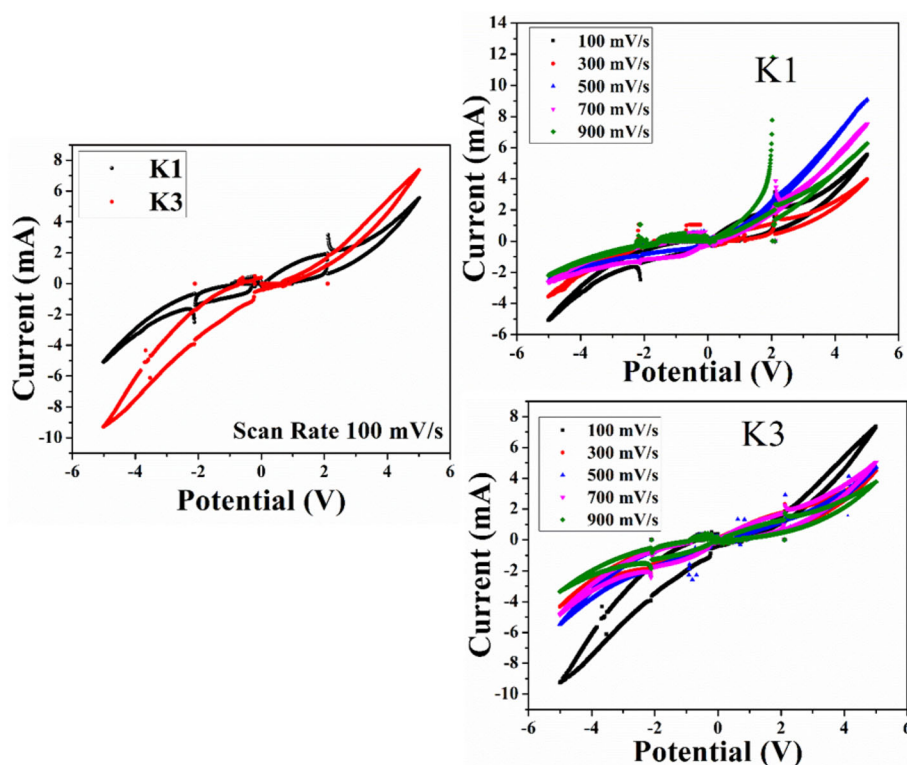 K1
K3
8
6
4
2
0
-2
-4
-6
-8
-10
Current (mA)
Scan Rate 100 mV/s
-6
-4
-2
0
2
4
6
Potential (V)
100 mV/s
300 mV/s
500 mV/s
700 mV/s
900 mV/s
K1
14
12
10
8
6
4
2
0
-2
-4
-6
Current (mA)
-6
-4
-2
0
2
4
6
Potential (V)
100 mV/s
300 mV/s
500 mV/s
700 mV/s
900 mV/s
K3
8
6
4
2
0
-2
-4
-6
-8
-10
Current (mA)
-6
-4
-2
0
2
4
6
Potential (V)